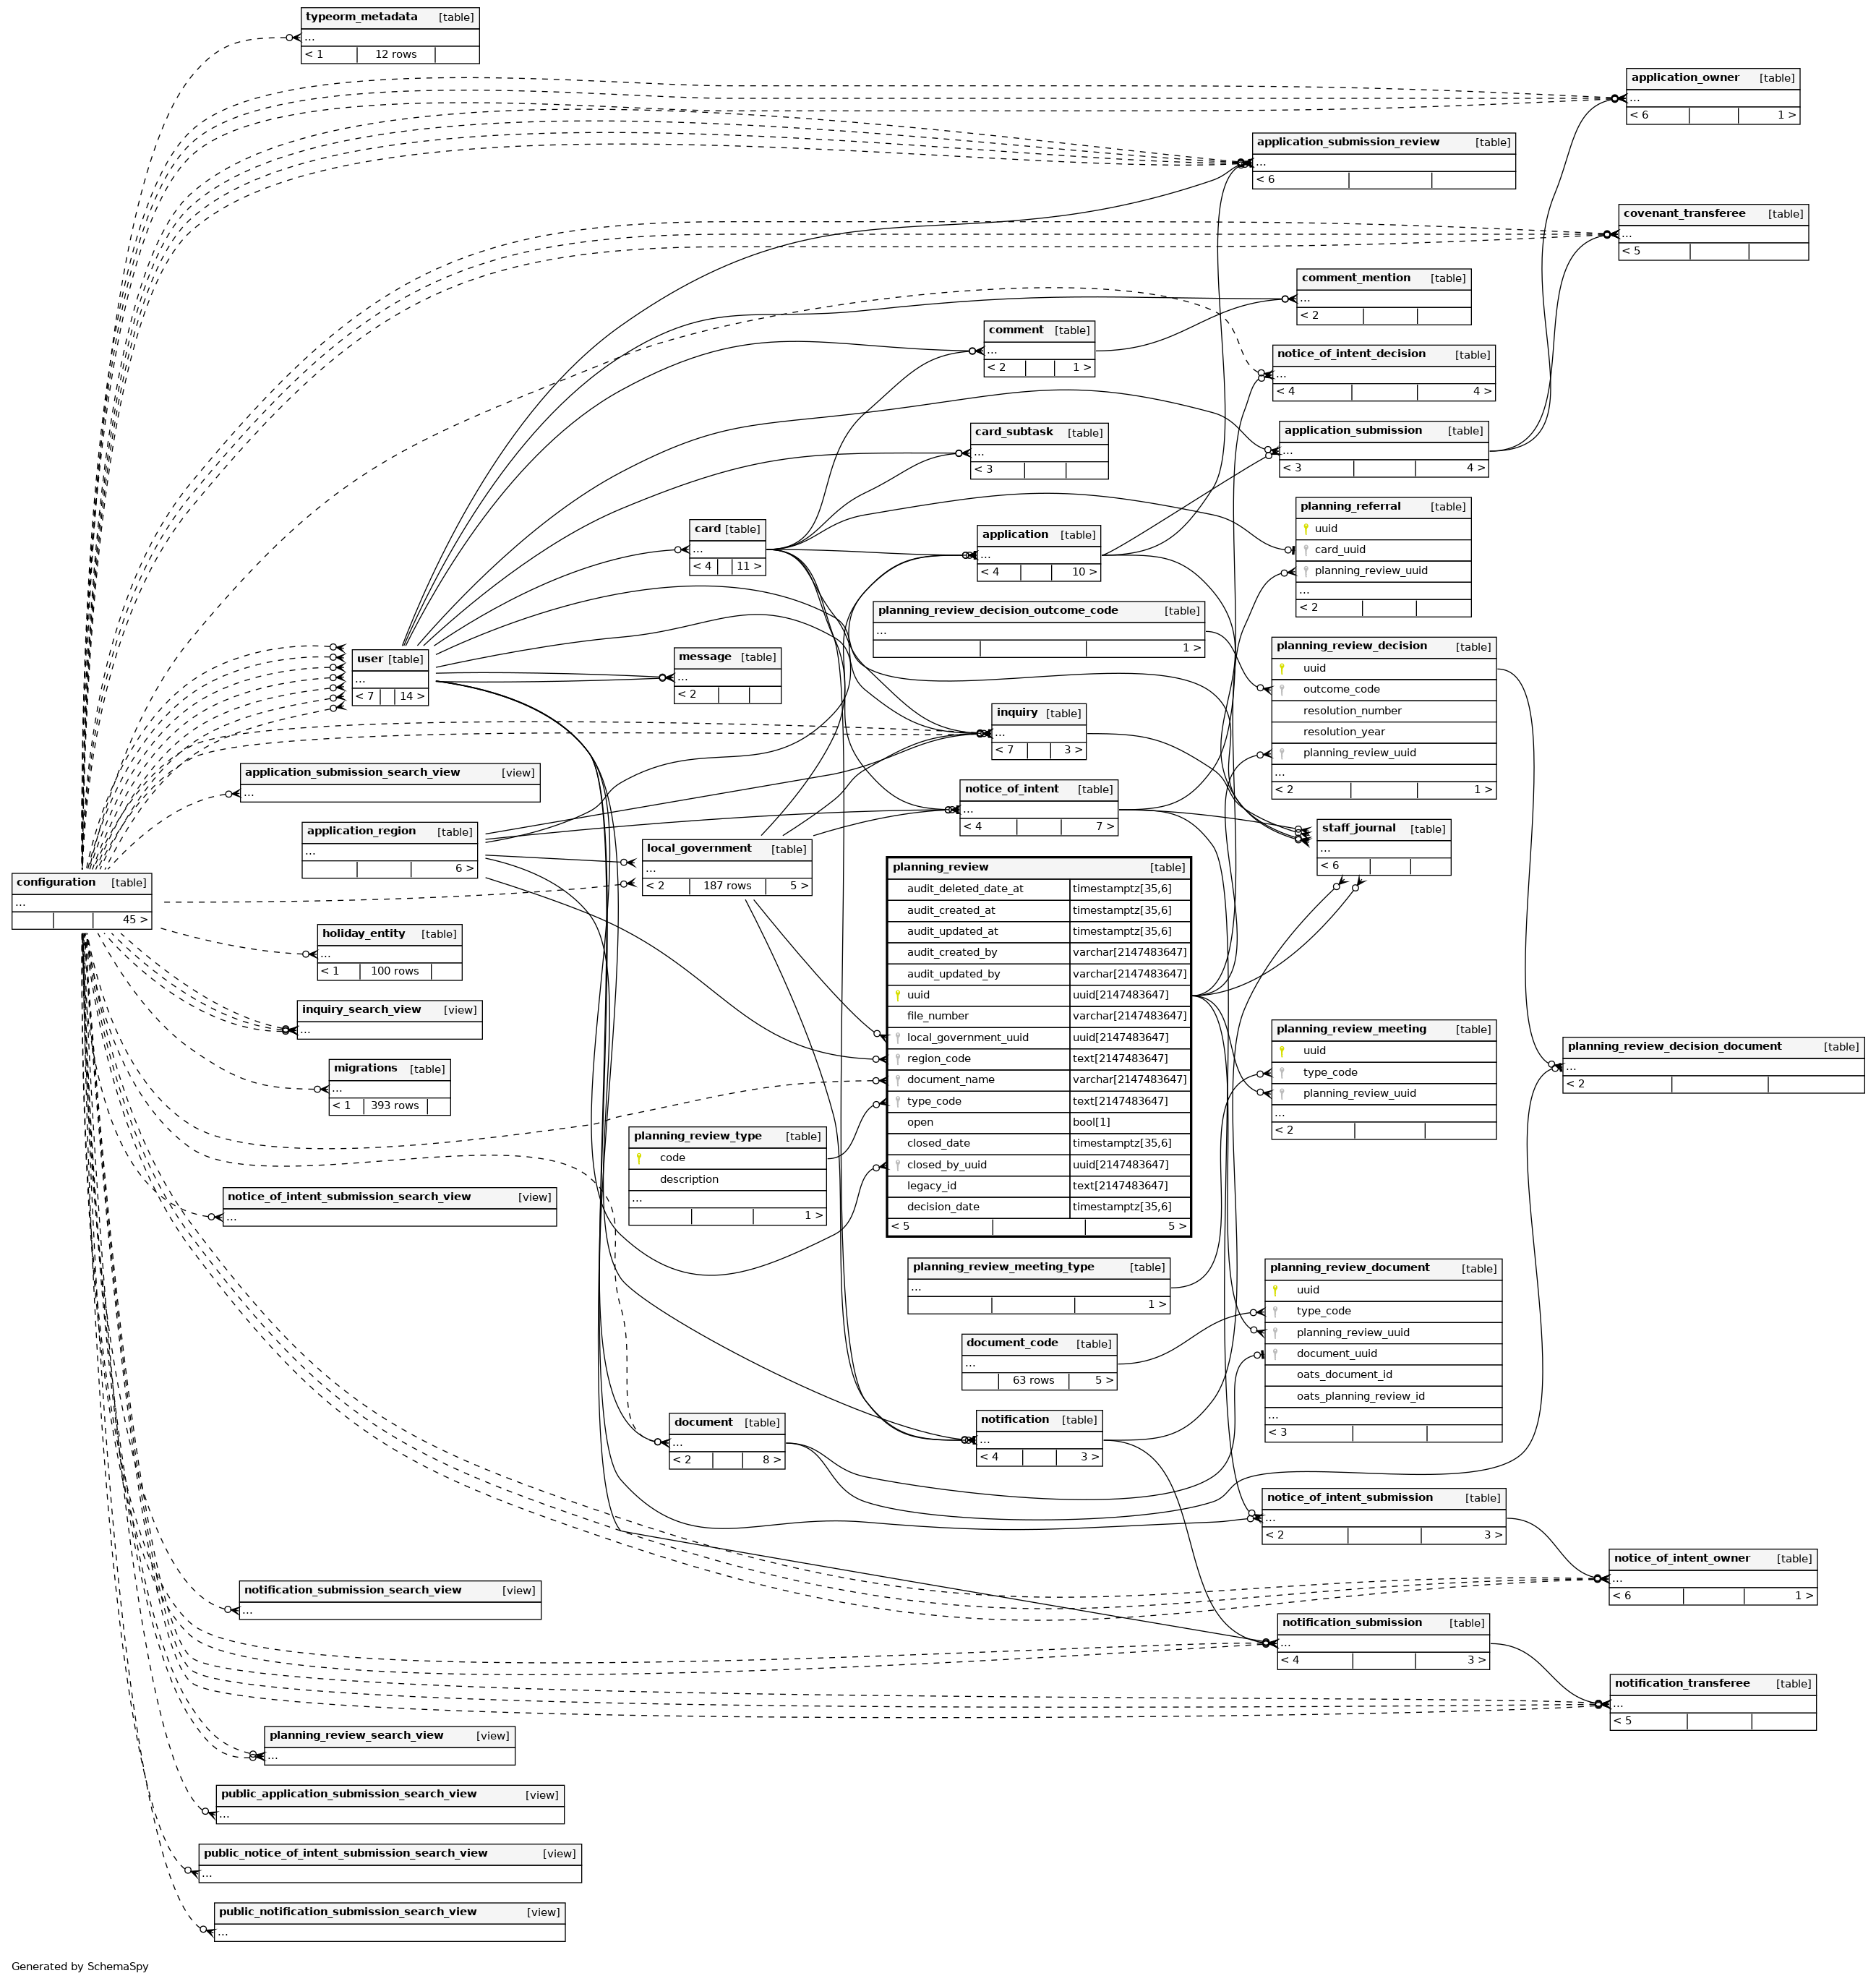 typeorm_metadata [table]
...
< 1 12 rows
application_owner [table]
...
< 6 1 >
application_submission_review [table]
...
< 6
covenant_transferee [table]
...
< 5
comment_mention [table]
...
< 2
comment [table]
...
< 2 1 >
notice_of_intent_decision [table]
...
< 4 4 >
card_subtask [table]
...
< 3
application_submission [table]
...
< 3 4 >
planning_referral [table]
uuid
card_uuid
planning_review_uuid
...
< 2
card [table]
...
< 4 11 >
application [table]
...
< 4 10 >
planning_review_decision_outcome_code [table]
...
1 >
planning_review_decision [table]
uuid
outcome_code
resolution_number
resolution_year
planning_review_uuid
...
< 2 1 >
user [table]
...
< 7 14 >
message [table]
...
< 2
inquiry [table]
...
< 7 3 >
application_submission_search_view [view]
...
notice_of_intent [table]
...
< 4 7 >
application_region [table]
...
6 >
local_government [table]
...
< 2 187 rows 5 >
staff_journal [table]
...
< 6
configuration [table]
...
45 >
planning_review [table]
audit_deleted_date_at timestamptz[35,6]
audit_created_at timestamptz[35,6]
audit_updated_at timestamptz[35,6]
audit_created_by varchar[2147483647]
audit_updated_by varchar[2147483647]
uuid uuid[2147483647]
file_number varchar[2147483647]
local_government_uuid uuid[2147483647]
region_code text[2147483647]
document_name varchar[2147483647]
type_code text[2147483647]
open bool[1]
closed_date timestamptz[35,6]
closed_by_uuid uuid[2147483647]
legacy_id text[2147483647]
decision_date timestamptz[35,6]
< 5 5 >
holiday_entity [table]
...
< 1 100 rows
inquiry_search_view [view]
...
migrations [table]
...
< 1 393 rows
planning_review_meeting [table]
uuid
type_code
planning_review_uuid
...
< 2
planning_review_decision_document [table]
...
< 2
planning_review_type [table]
code
description
...
1 >
notice_of_intent_submission_search_view [view]
...
planning_review_meeting_type [table]
...
1 >
planning_review_document [table]
uuid
type_code
planning_review_uuid
document_uuid
oats_document_id
oats_planning_review_id
...
< 3
document_code [table]
...
63 rows 5 >
document [table]
...
< 2 8 >
notification [table]
...
< 4 3 >
notice_of_intent_submission [table]
...
< 2 3 >
notice_of_intent_owner [table]
...
< 6 1 >
notification_submission_search_view [view]
...
notification_submission [table]
...
< 4 3 >
notification_transferee [table]
...
< 5
planning_review_search_view [view]
...
public_application_submission_search_view [view]
...
public_notice_of_intent_submission_search_view [view]
...
public_notification_submission_search_view [view]
...
Generated by SchemaSpy